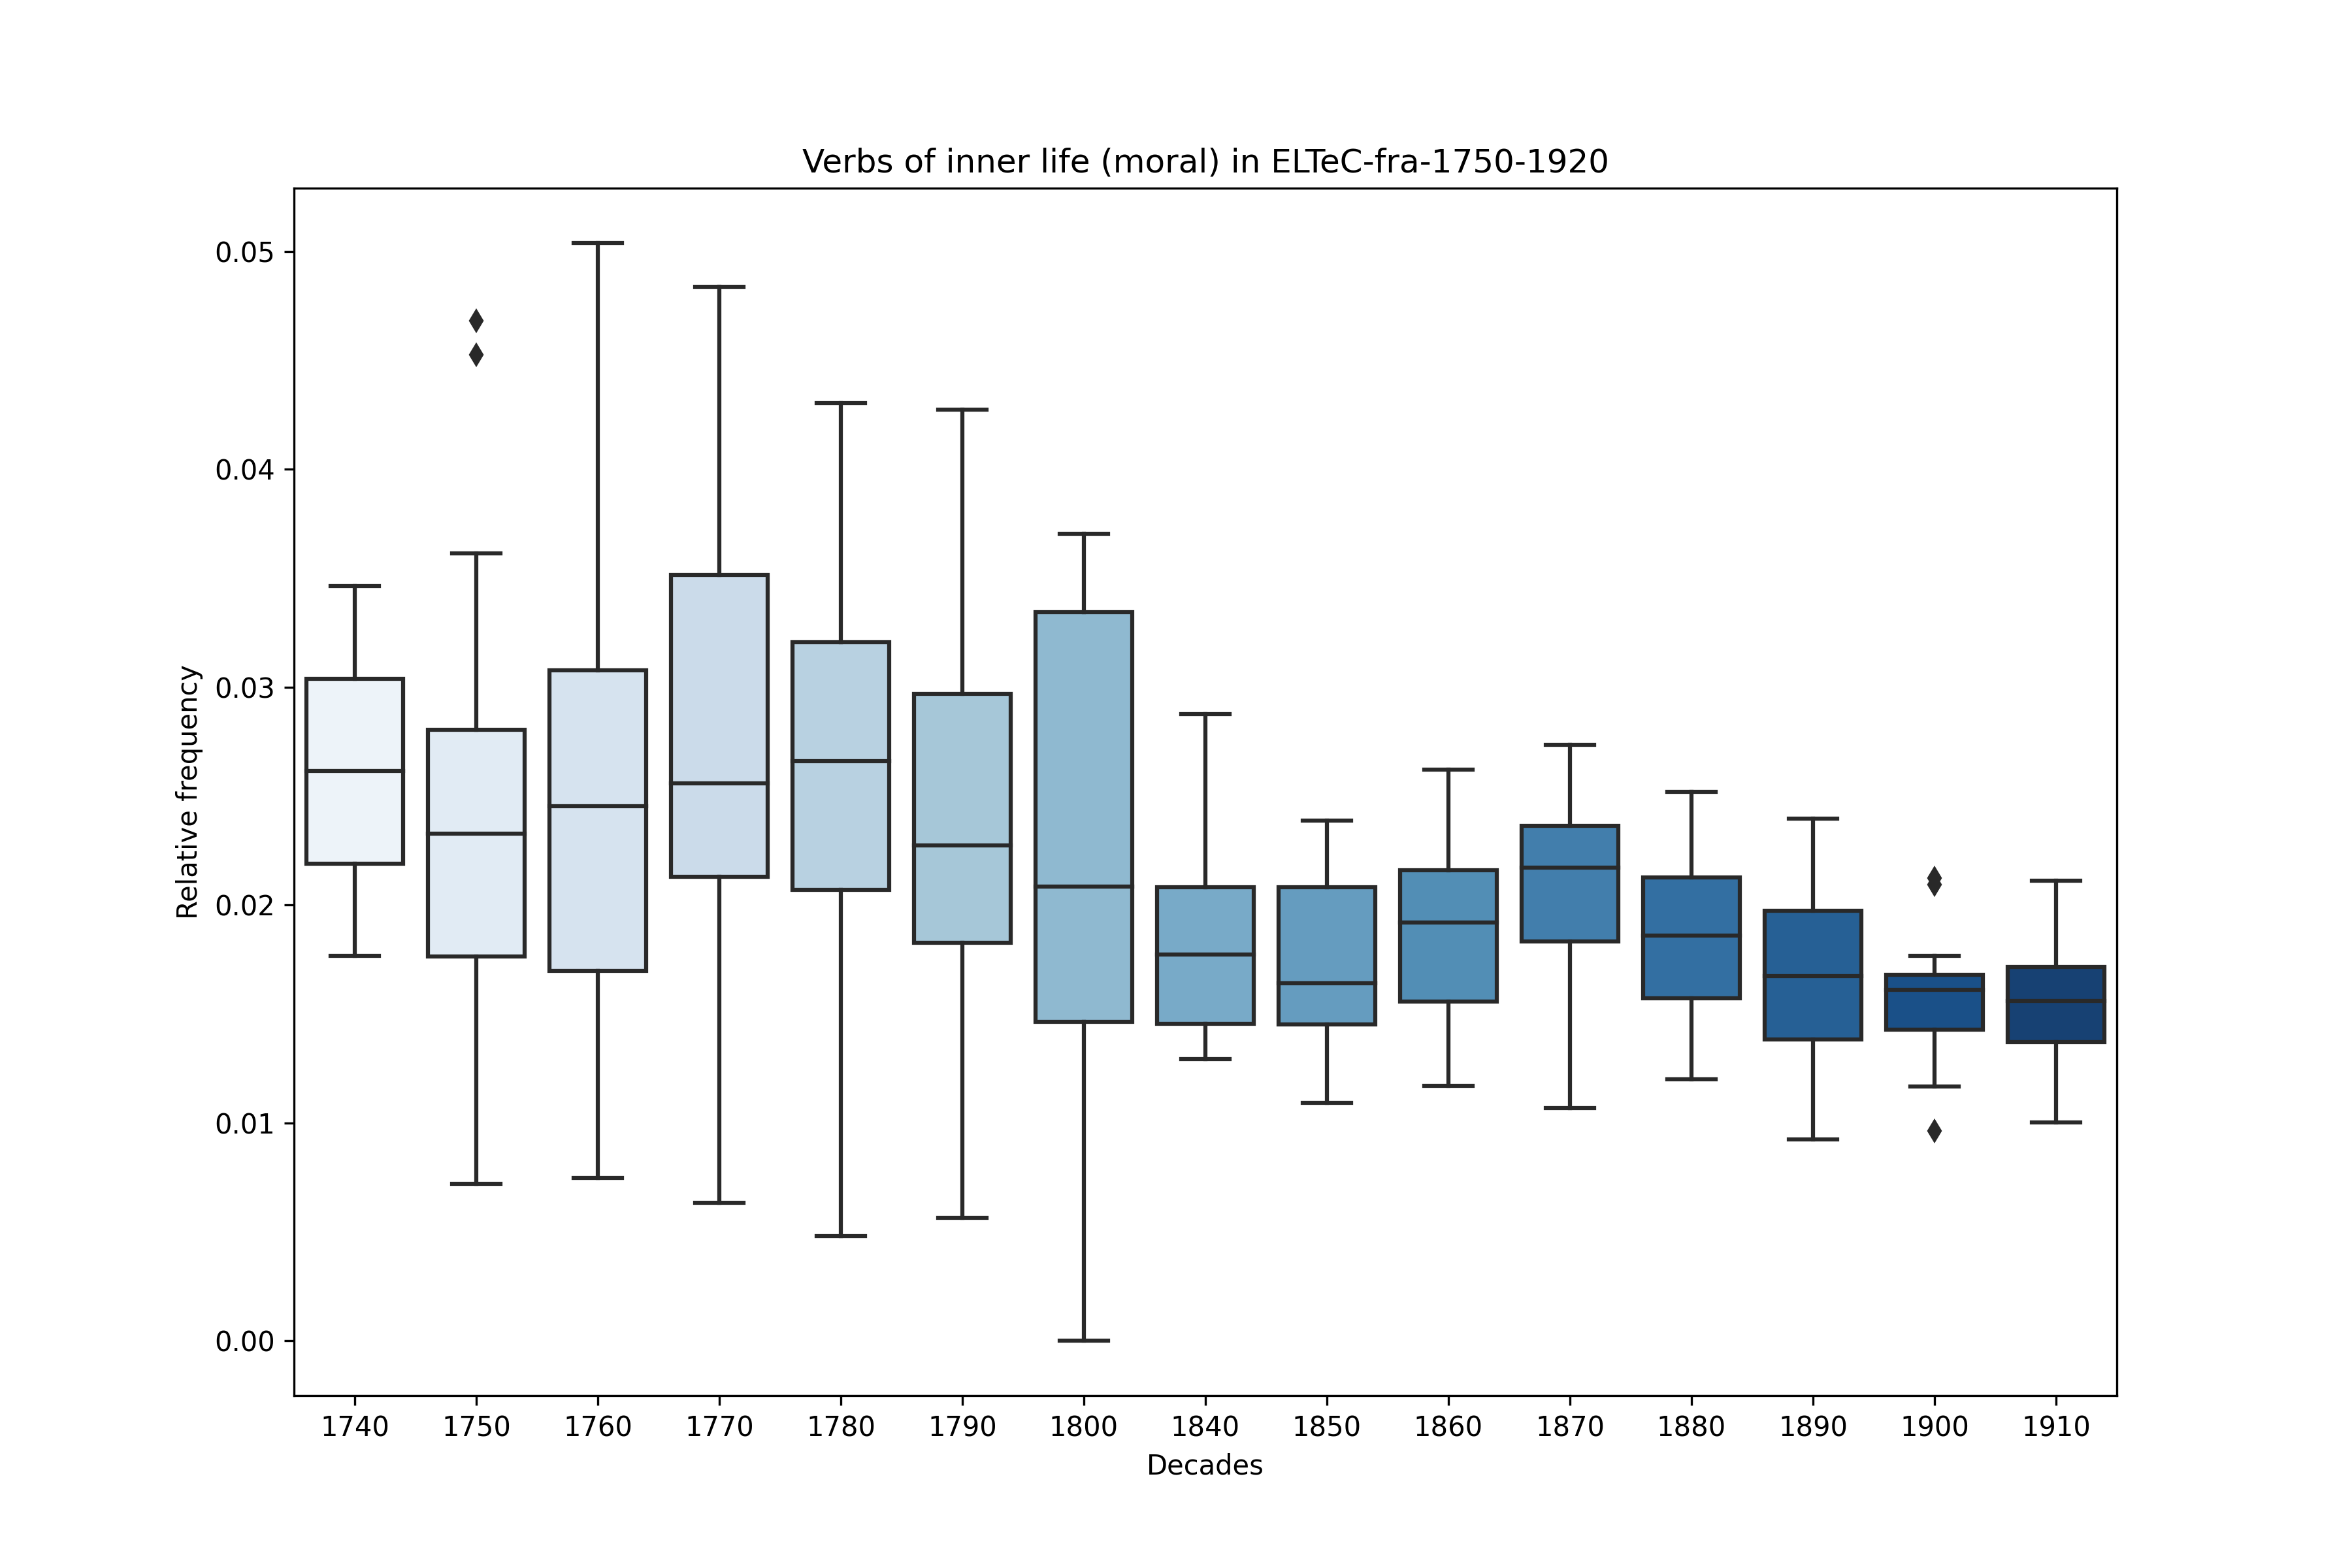 Verbs of inner life (moral) in ELTeC-fra-1750-1920
Relative frequency
0.05
0.04
0.03
0.02
0.01
0.00
1740 1750 1760 1770 1780 1790 1800 1840 1850 1860 1870 1880 1890 1900 1910
Decades